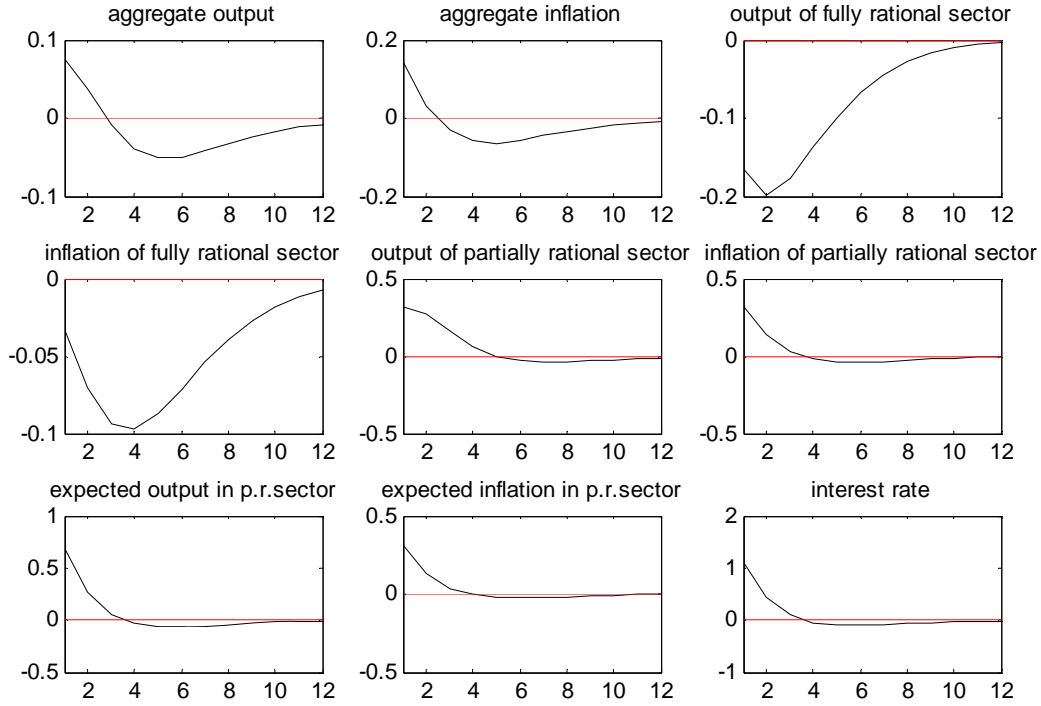 aggregate output
0.1
0
-0.1
2 4 6 8 10 12
aggregate inflation
0.2
0
-0.2
2 4 6 8 10 12
output of fully rational sector
0
-0.1
-0.2
2 4 6 8 10 12
inflation of fully rational sector
0
-0.05
-0.1
2 4 6 8 10 12
output of partially rational sector
0.5
0
-0.5
2 4 6 8 10 12
inflation of partially rational sector
0.5
0
-0.5
2 4 6 8 10 12
expected output in p.r.sector
1
0.5
0
-0.5
2 4 6 8 10 12
expected inflation in p.r.sector
0.5
0
-0.5
2 4 6 8 10 12
interest rate
2
1
0
-1
2 4 6 8 10 12